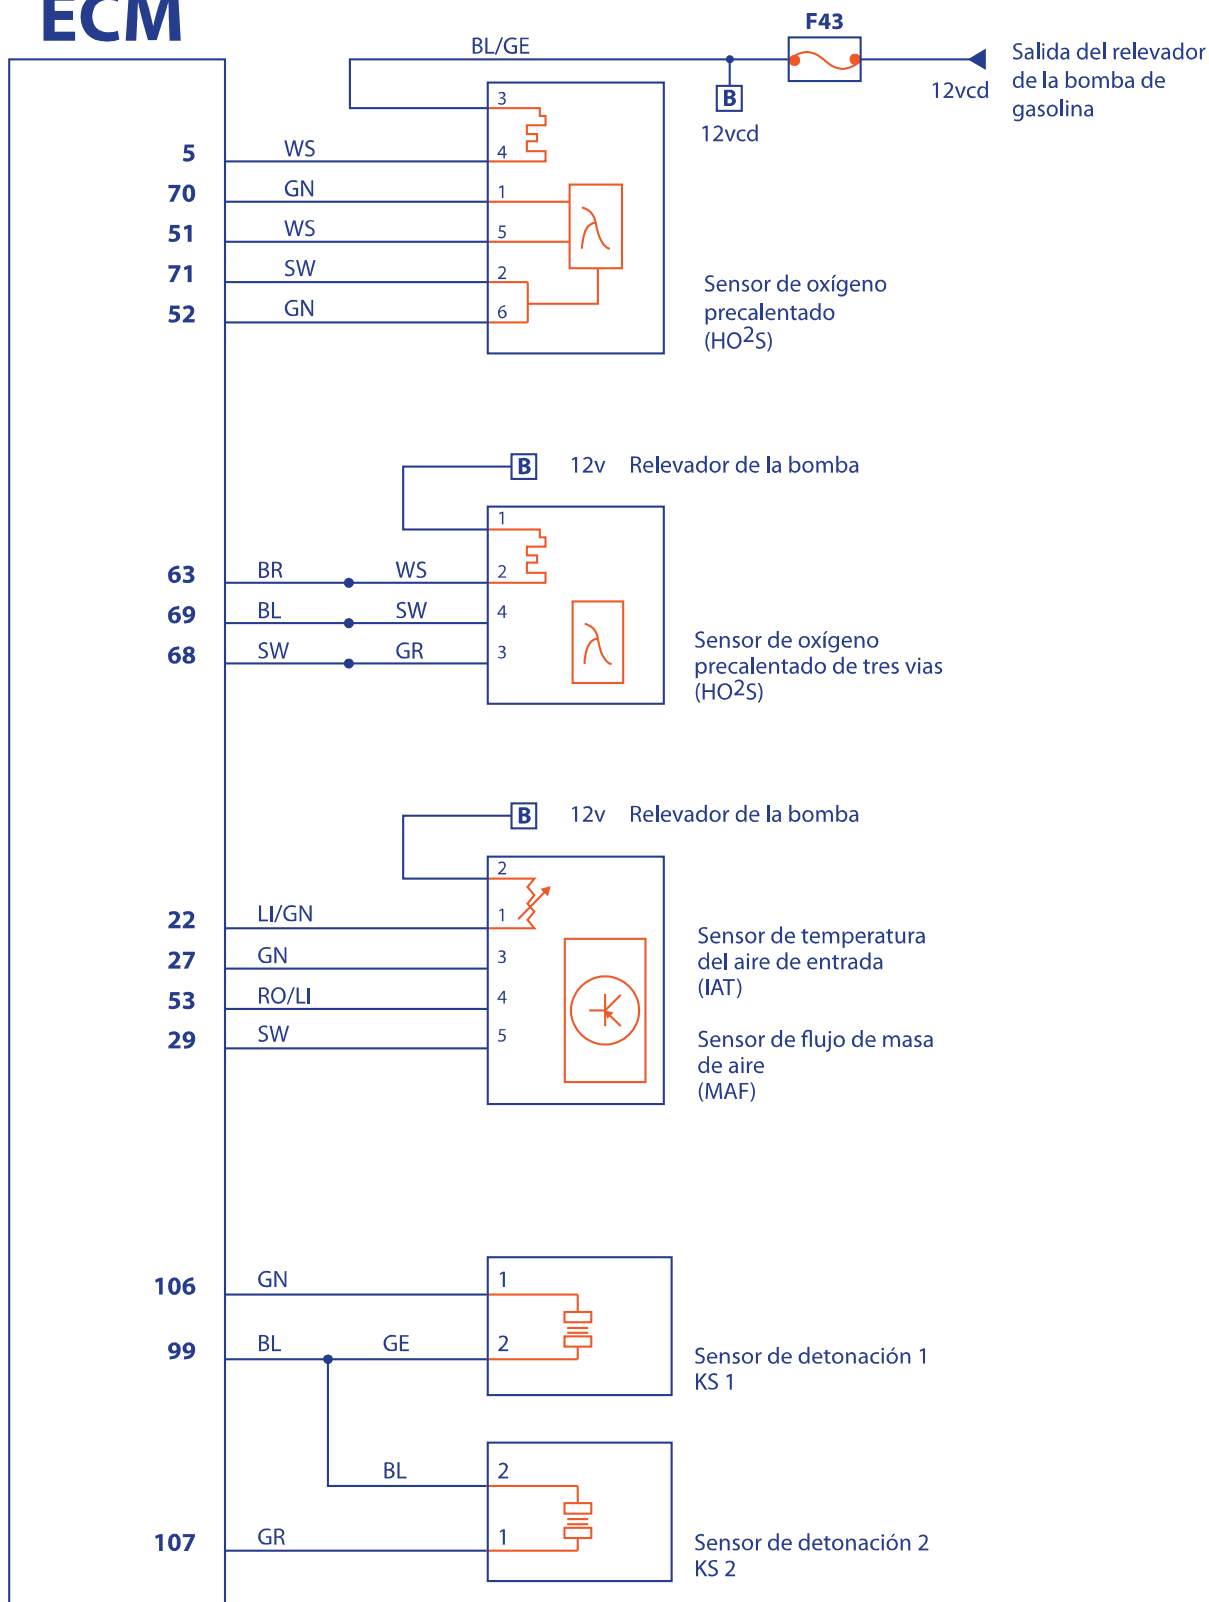 ECM
F43
BL/GE
Salida del relevador
de la bomba de
gasolina
12vcd
B
12vcd
3
5 WS 4
70 GN 1
51 WS 5
71 SW 2
52 GN 6
Sensor de oxígeno
precalentado
(HO2S)
B 12v Relevador de la bomba
1
63 BR WS 2
69 BL SW 4
68 SW GR 3
Sensor de oxígeno
precalentado de tres vias
(HO2S)
B 12v Relevador de la bomba
2
22 LI/GN 1
27 GN 3
53 RO/LI 4
29 SW 5
Sensor de temperatura
del aire de entrada
(IAT)
Sensor de flujo de masa
de aire
(MAF)
106 GN 1
99 BL GE 2
Sensor de detonación 1
KS 1
BL 2
107 GR 1
Sensor de detonación 2
KS 2